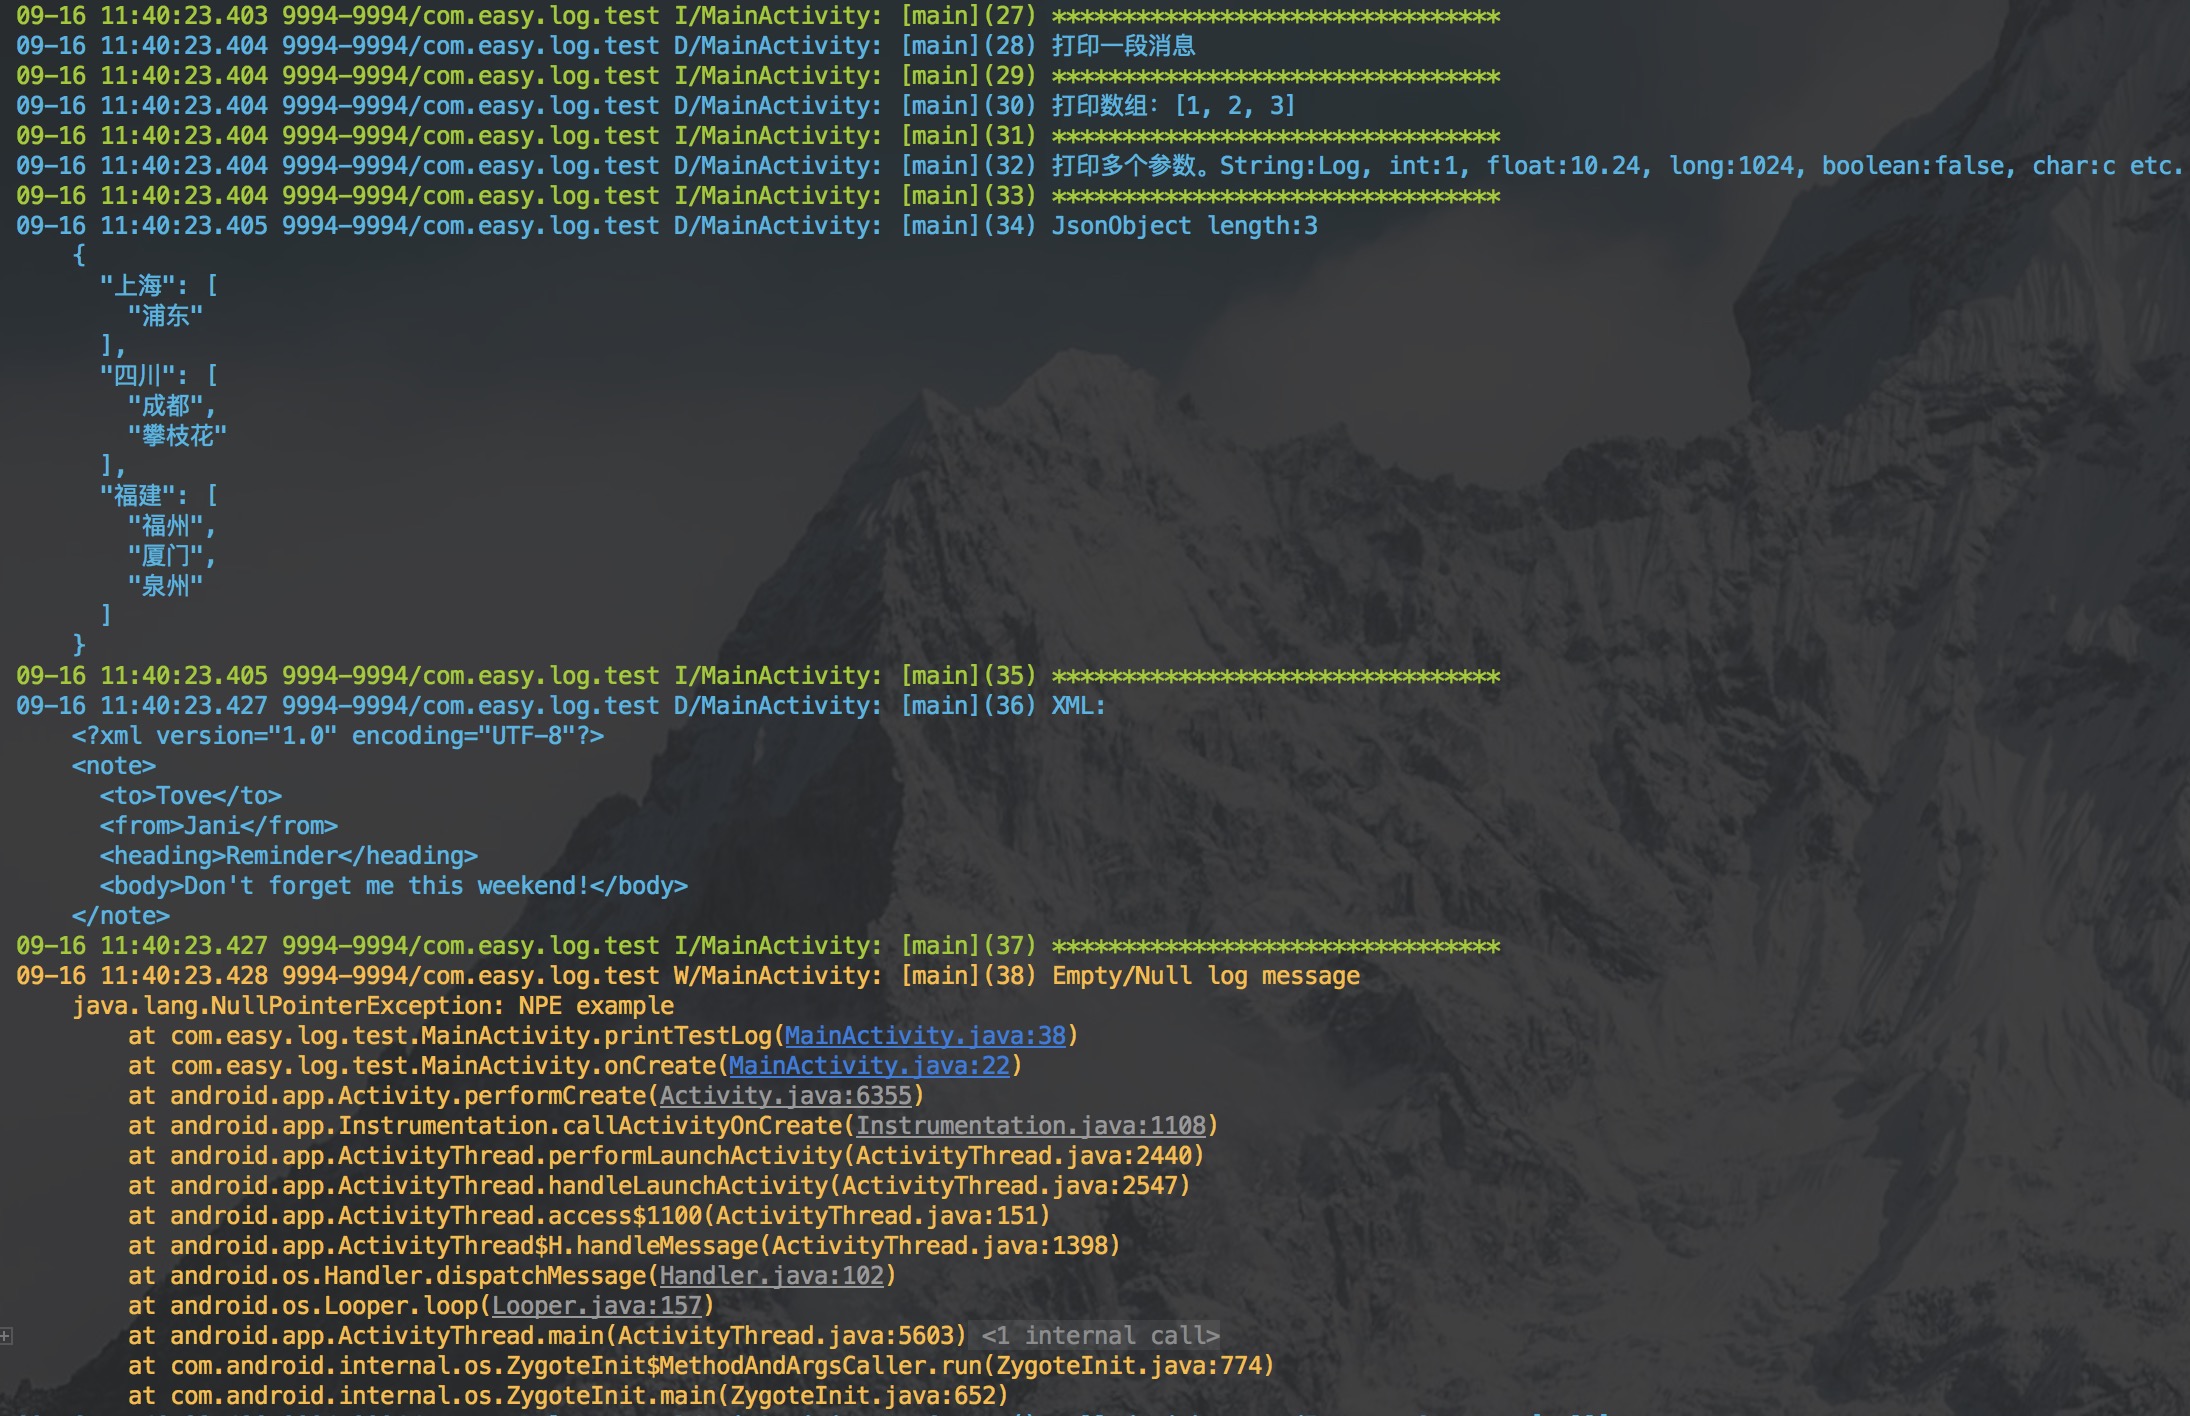 09-16 11:40:23.403 9994-9994/com.easy.log.test I/MainActivity: [main](27) ********************************
09-16 11:40:23.404 9994-9994/com.easy.log.test D/MainActivity: [main](28) 打印一段消息
09-16 11:40:23.404 9994-9994/com.easy.log.test I/MainActivity: [main](29) ********************************
09-16 11:40:23.404 9994-9994/com.easy.log.test D/MainActivity: [main](30) 打印数组：[1, 2, 3]
09-16 11:40:23.404 9994-9994/com.easy.log.test I/MainActivity: [main](31) ********************************
09-16 11:40:23.404 9994-9994/com.easy.log.test D/MainActivity: [main](32) 打印多个参数。String:Log, int:1, float:10.24, long:1024, boolean:false, char:c etc.
09-16 11:40:23.404 9994-9994/com.easy.log.test I/MainActivity: [main](33) ********************************
09-16 11:40:23.405 9994-9994/com.easy.log.test D/MainActivity: [main](34) JsonObject length:3
    {
      "上海": [
        "浦东"
      ],
      "四川": [
        "成都",
        "攀枝花"
      ],
      "福建": [
        "福州",
        "厦门",
        "泉州"
      ]
    }
09-16 11:40:23.405 9994-9994/com.easy.log.test I/MainActivity: [main](35) ********************************
09-16 11:40:23.427 9994-9994/com.easy.log.test D/MainActivity: [main](36) XML:
    <?xml version="1.0" encoding="UTF-8"?>
    <note>
      <to>Tove</to>
      <from>Jani</from>
      <heading>Reminder</heading>
      <body>Don't forget me this weekend!</body>
    </note>
09-16 11:40:23.427 9994-9994/com.easy.log.test I/MainActivity: [main](37) ********************************
09-16 11:40:23.428 9994-9994/com.easy.log.test W/MainActivity: [main](38) Empty/Null log message
    java.lang.NullPointerException: NPE example
        at com.easy.log.test.MainActivity.printTestLog(MainActivity.java:38)
        at com.easy.log.test.MainActivity.onCreate(MainActivity.java:22)
        at android.app.Activity.performCreate(Activity.java:6355)
        at android.app.Instrumentation.callActivityOnCreate(Instrumentation.java:1108)
        at android.app.ActivityThread.performLaunchActivity(ActivityThread.java:2440)
        at android.app.ActivityThread.handleLaunchActivity(ActivityThread.java:2547)
        at android.app.ActivityThread.access$1100(ActivityThread.java:151)
        at android.app.ActivityThread$H.handleMessage(ActivityThread.java:1398)
        at android.os.Handler.dispatchMessage(Handler.java:102)
        at android.os.Looper.loop(Looper.java:157)
        at android.app.ActivityThread.main(ActivityThread.java:5603) <1 internal call>
        at com.android.internal.os.ZygoteInit$MethodAndArgsCaller.run(ZygoteInit.java:774)
        at com.android.internal.os.ZygoteInit.main(ZygoteInit.java:652)